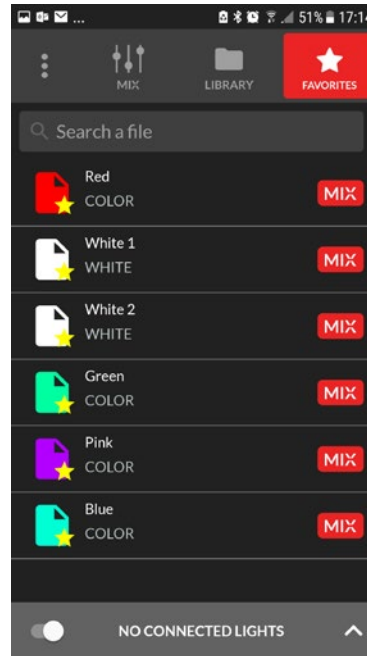 ... 51% 17:14
MIX LIBRARY FAVORITES
Search a file
Red
COLOR MIX
White 1
WHITE MIX
White 2
WHITE MIX
Green
COLOR MIX
Pink
COLOR MIX
Blue
COLOR MIX
NO CONNECTED LIGHTS